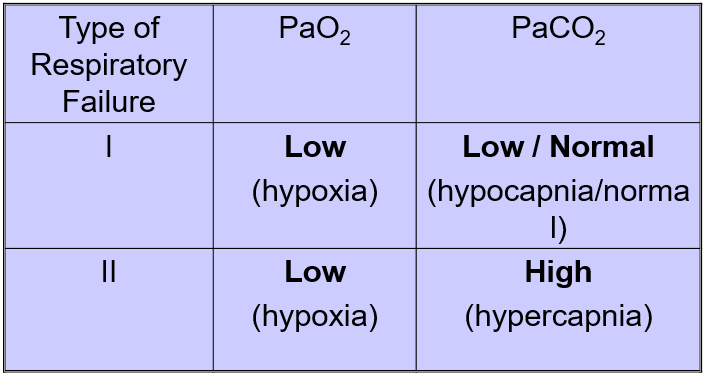 Type of
Respiratory
Failure
PaO₂
PaCO₂
I
Low
(hypoxia)
Low / Normal
(hypocapnia/norma
l)
II
Low
(hypoxia)
High
(hypercapnia)